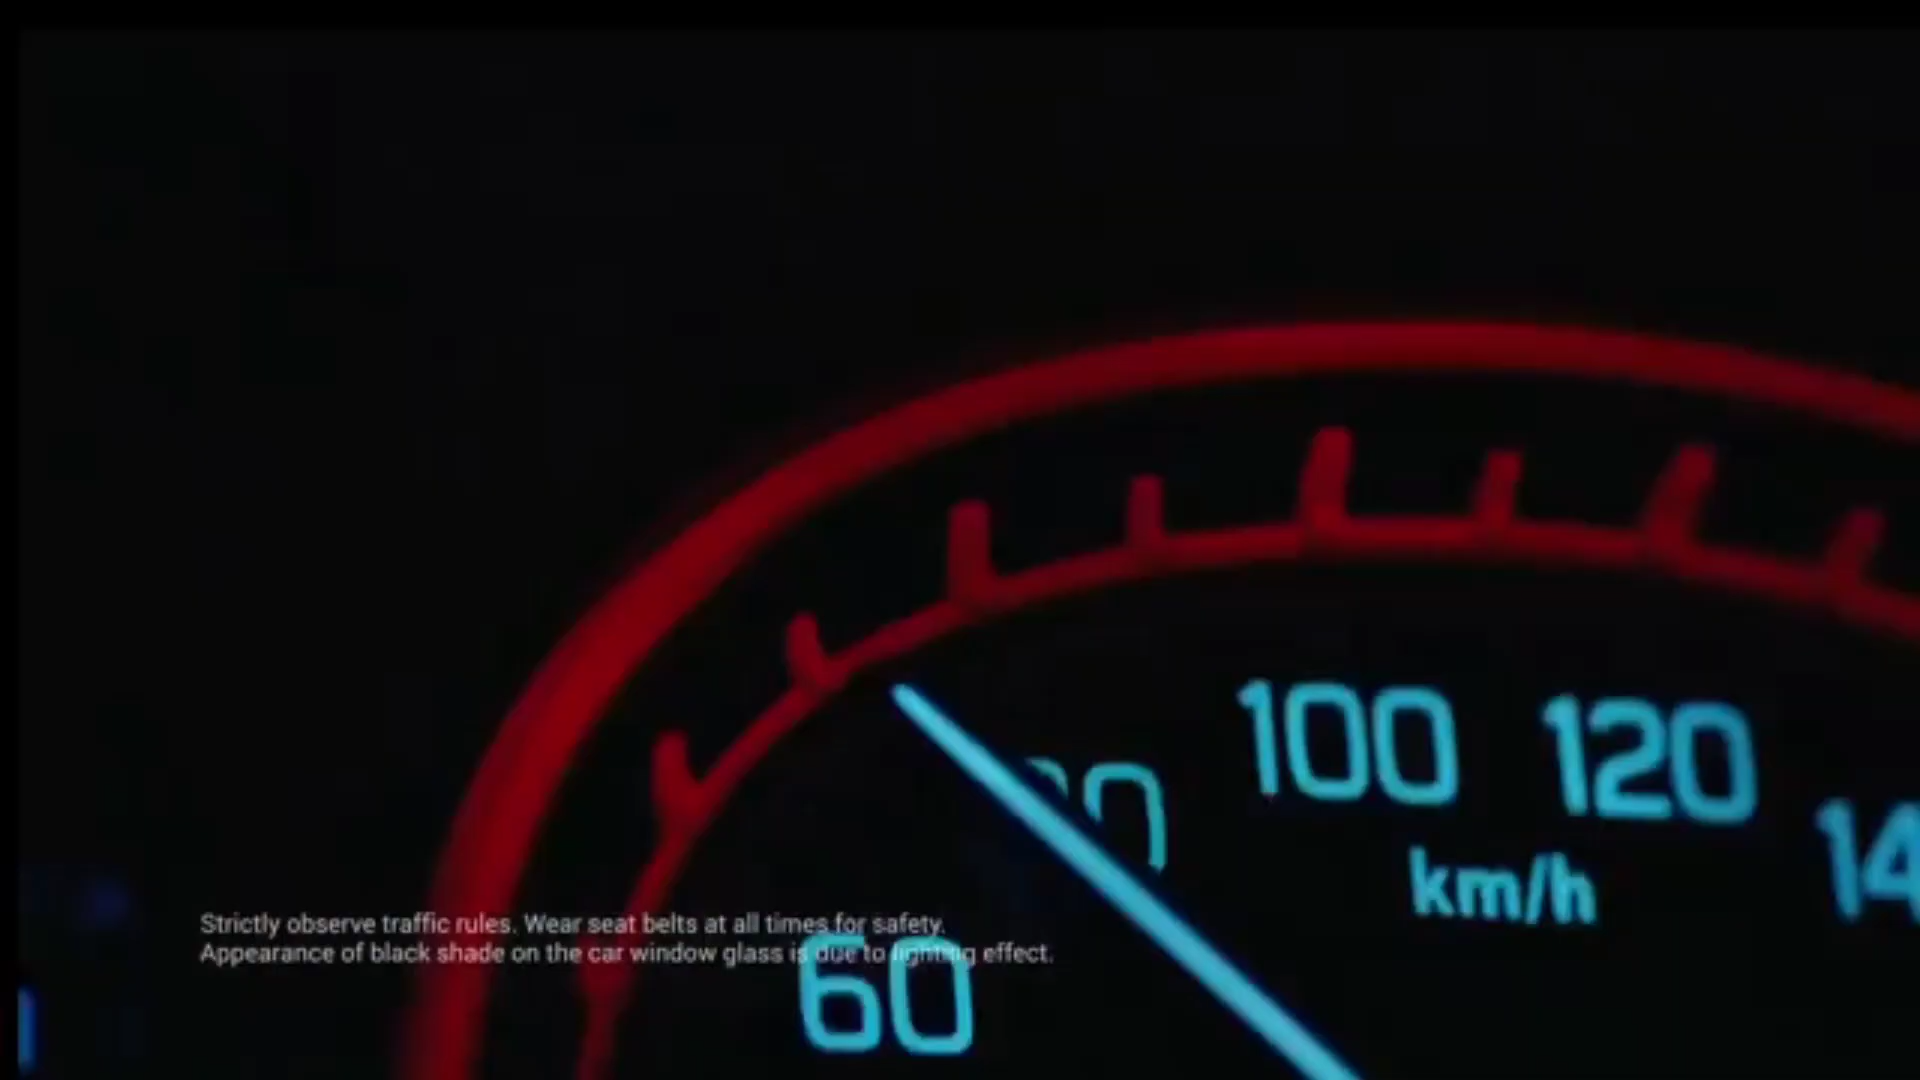 100 120
14
km/h
Strictly observe traffic rules. Wear seat belts at all times for safety.
Appearance of black shade on the car window glass is due to lighting effect.
60